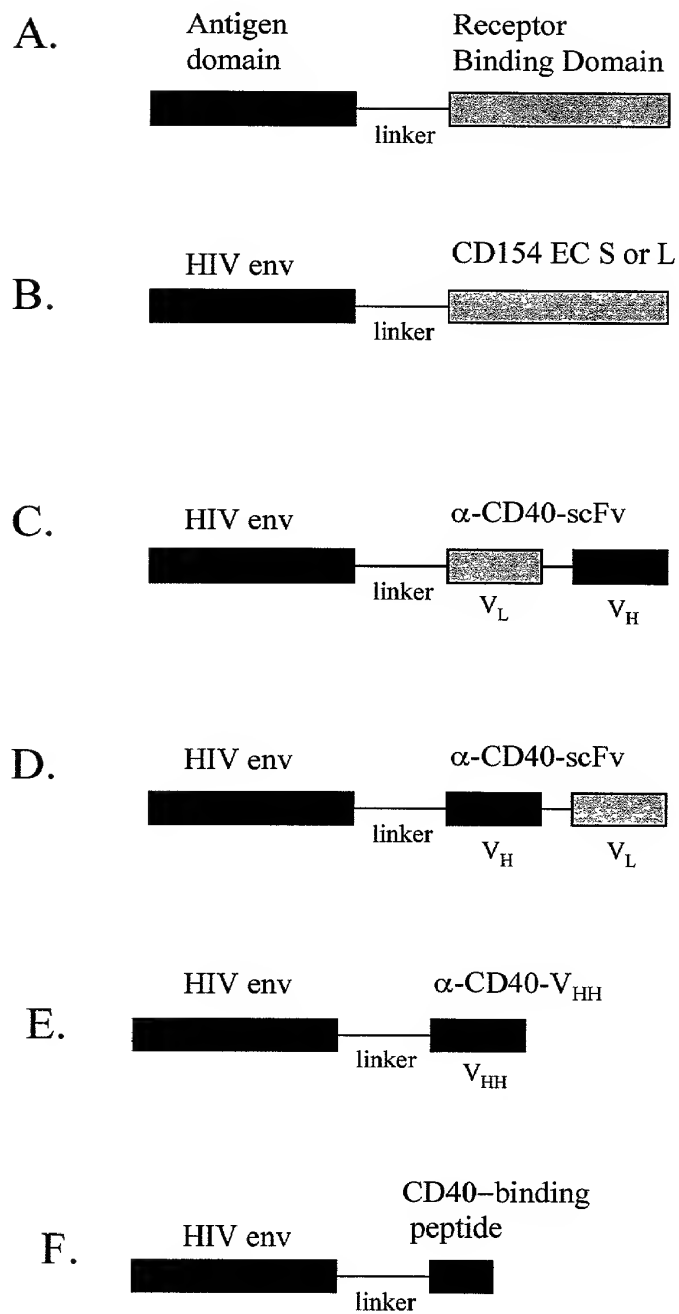 A.
Antigen
domain
Receptor
Binding Domain
linker
B.
HIV env
CD154 EC S or L
linker
C.
HIV env
α-CD40-scFv
linker
V_L
V_H
D.
HIV env
α-CD40-scFv
linker
V_H
V_L
E.
HIV env
α-CD40-V_HH
linker
V_HH
F.
HIV env
CD40–binding
peptide
linker